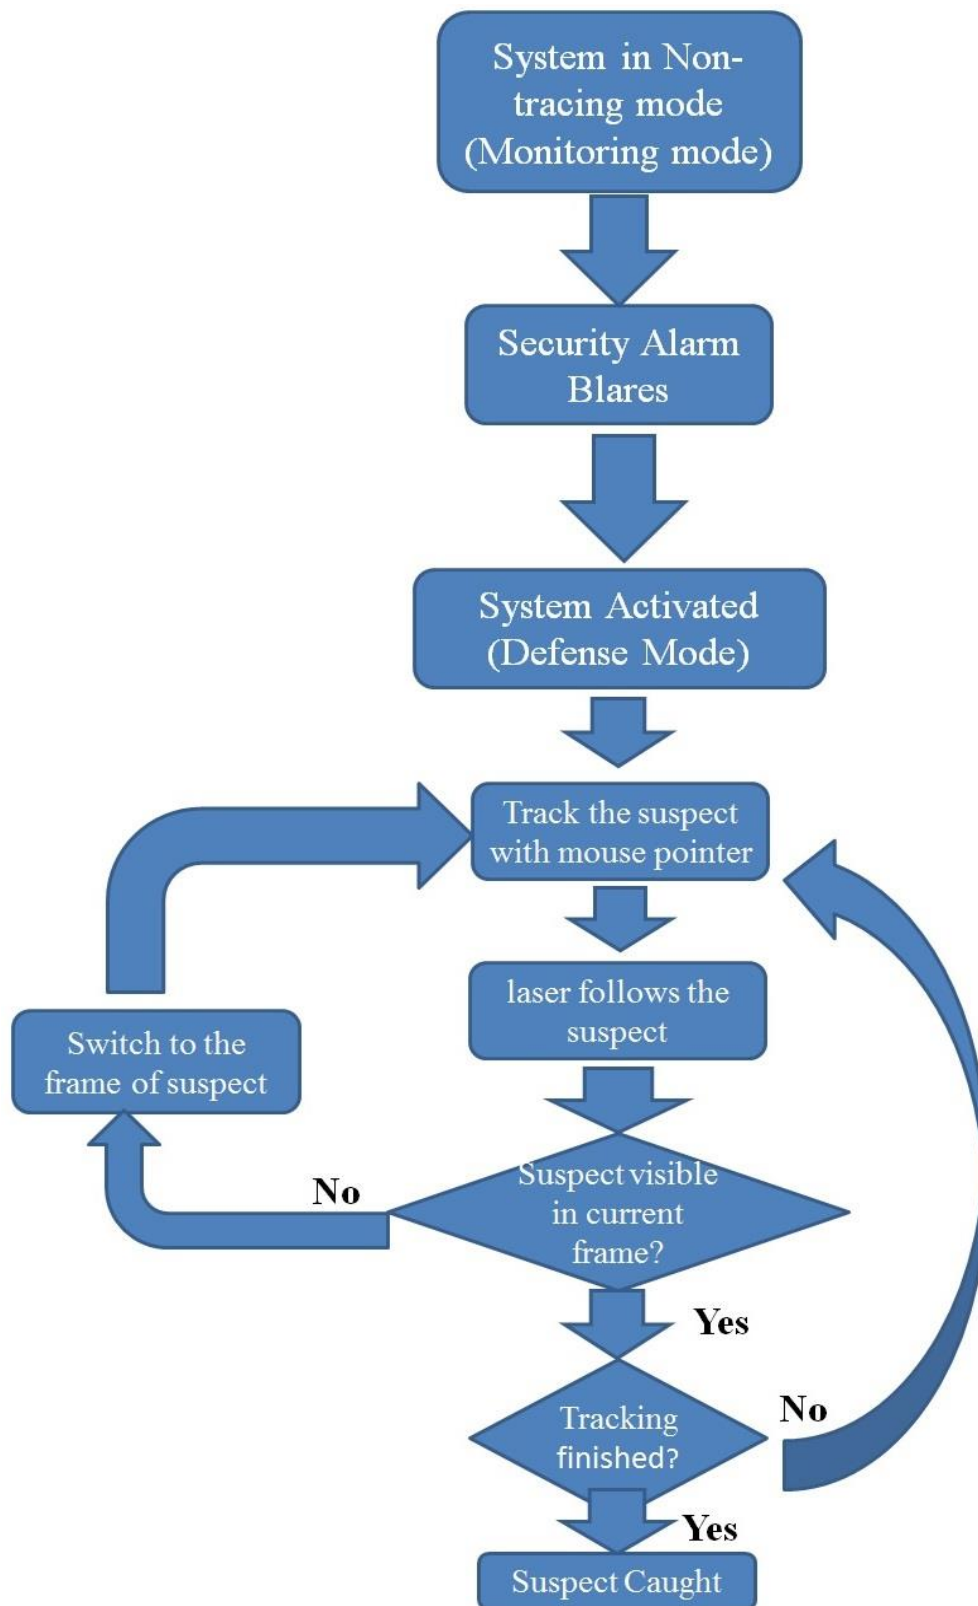 System in Non-
tracing mode
(Monitoring mode)
Security Alarm
Blares
System Activated
(Defense Mode)
Track the suspect
with mouse pointer
laser follows the
suspect
Switch to the
frame of suspect
Suspect visible
in current
frame?
No
Yes
Tracking
finished?
No
Yes
Suspect Caught